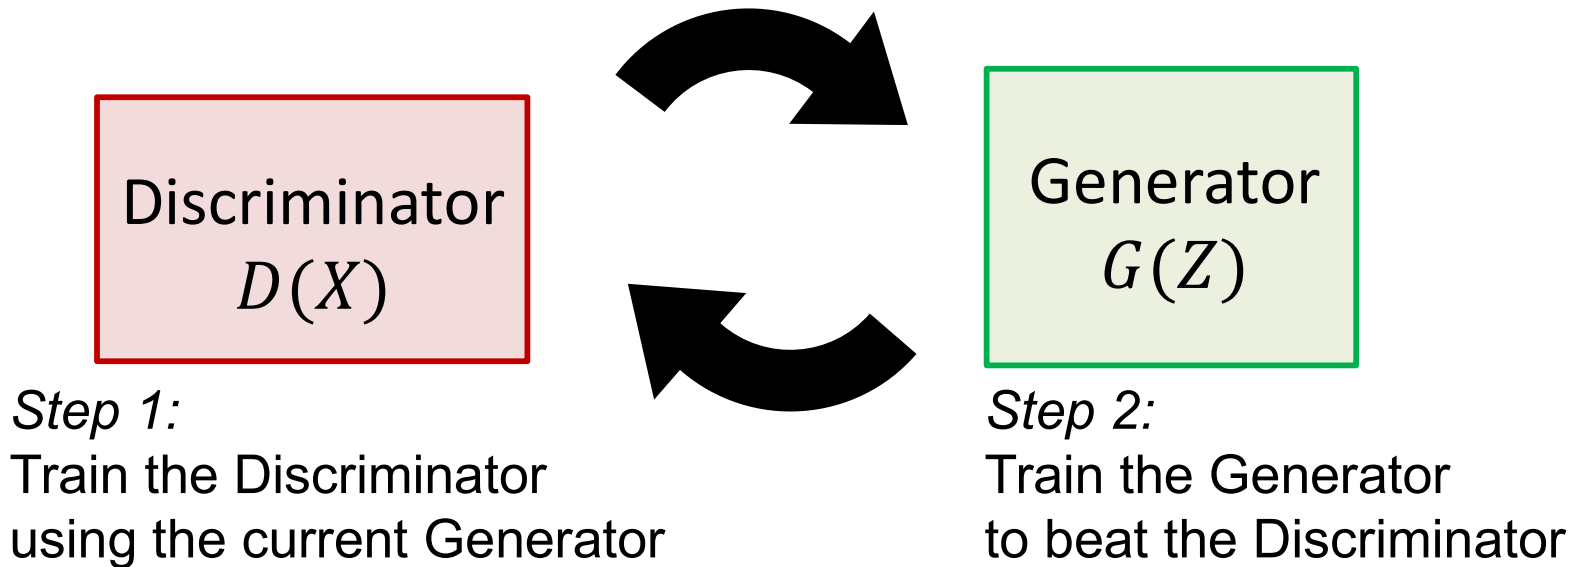 Discriminator
D(X)
Generator
G(Z)
Step 1:
Train the Discriminator
using the current Generator
Step 2:
Train the Generator
to beat the Discriminator